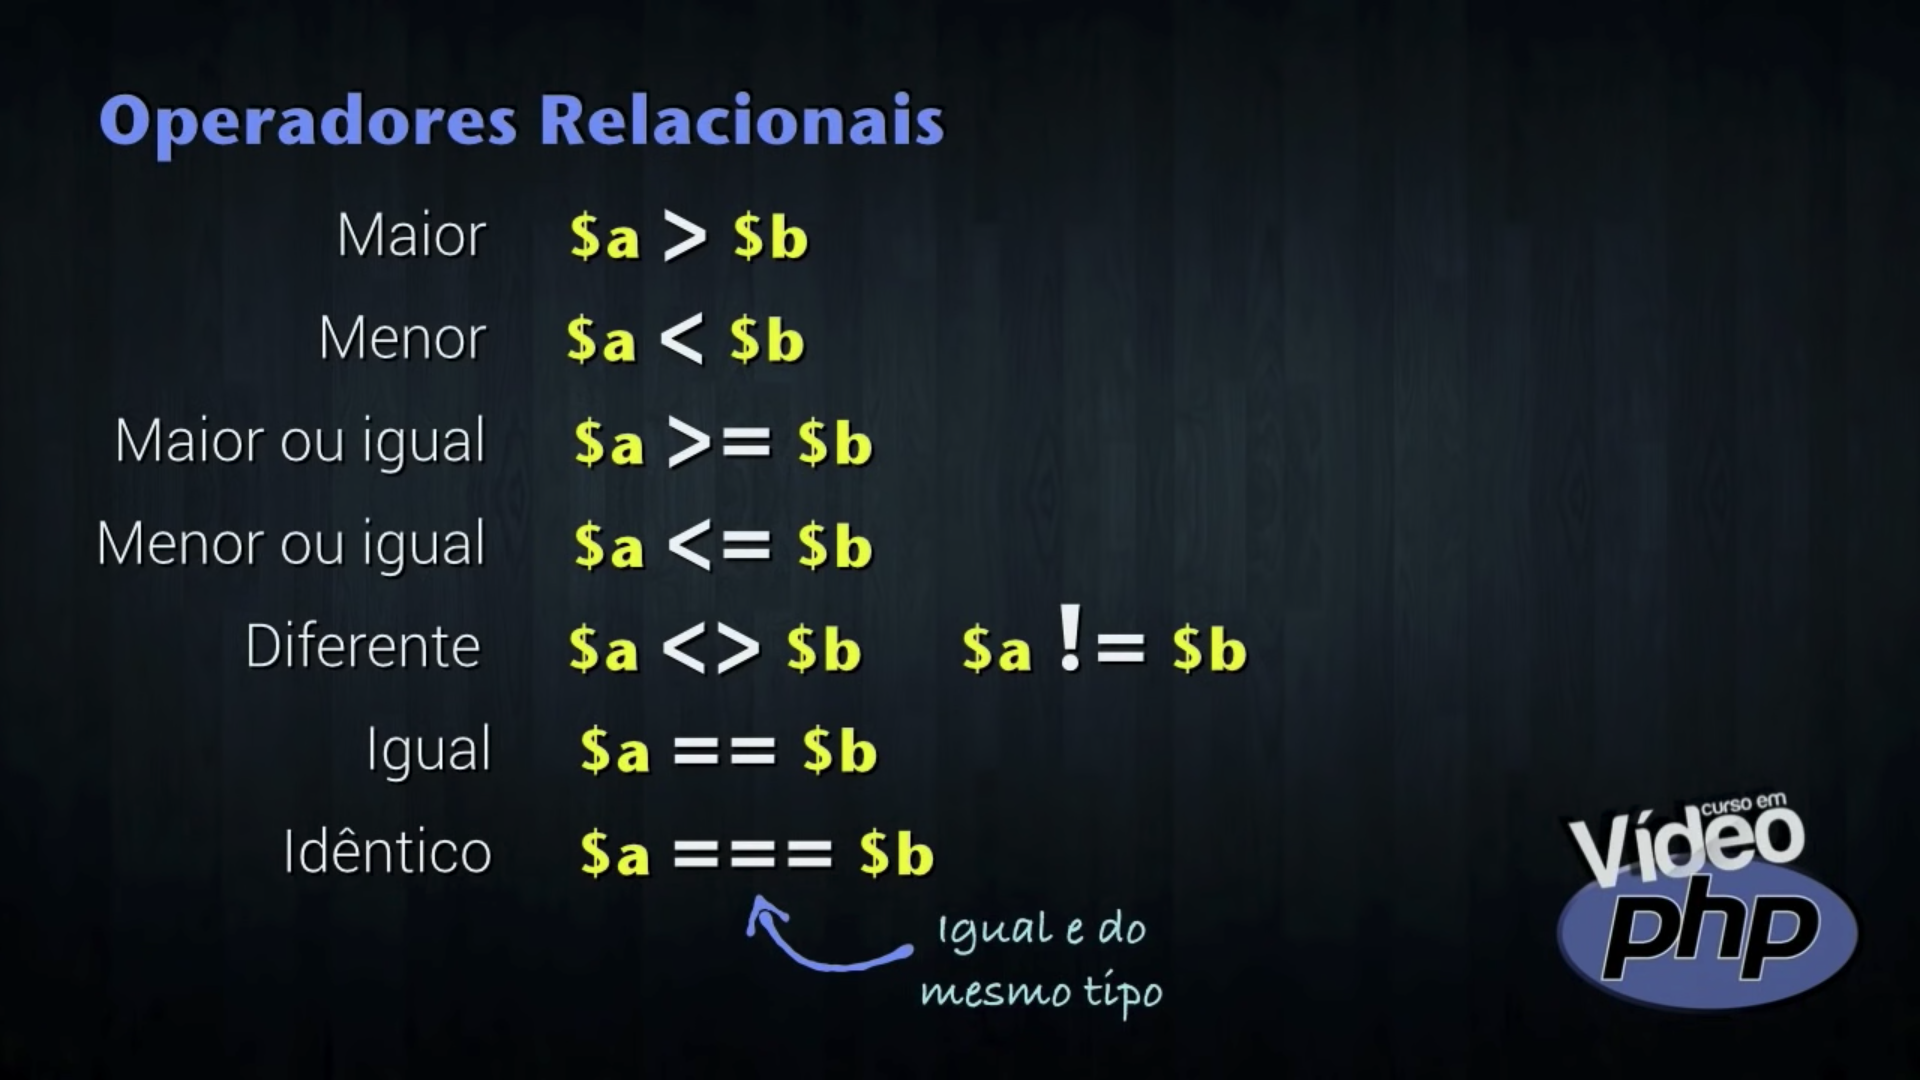 Operadores Relacionais
Maior $a > $b
Menor $a < $b
Maior ou igual $a >= $b
Menor ou igual $a <= $b
Diferente $a <> $b $a != $b
Igual $a == $b
Idêntico $a === $b
Igual e do
mesmo tipo
curso em
Vídeo
php